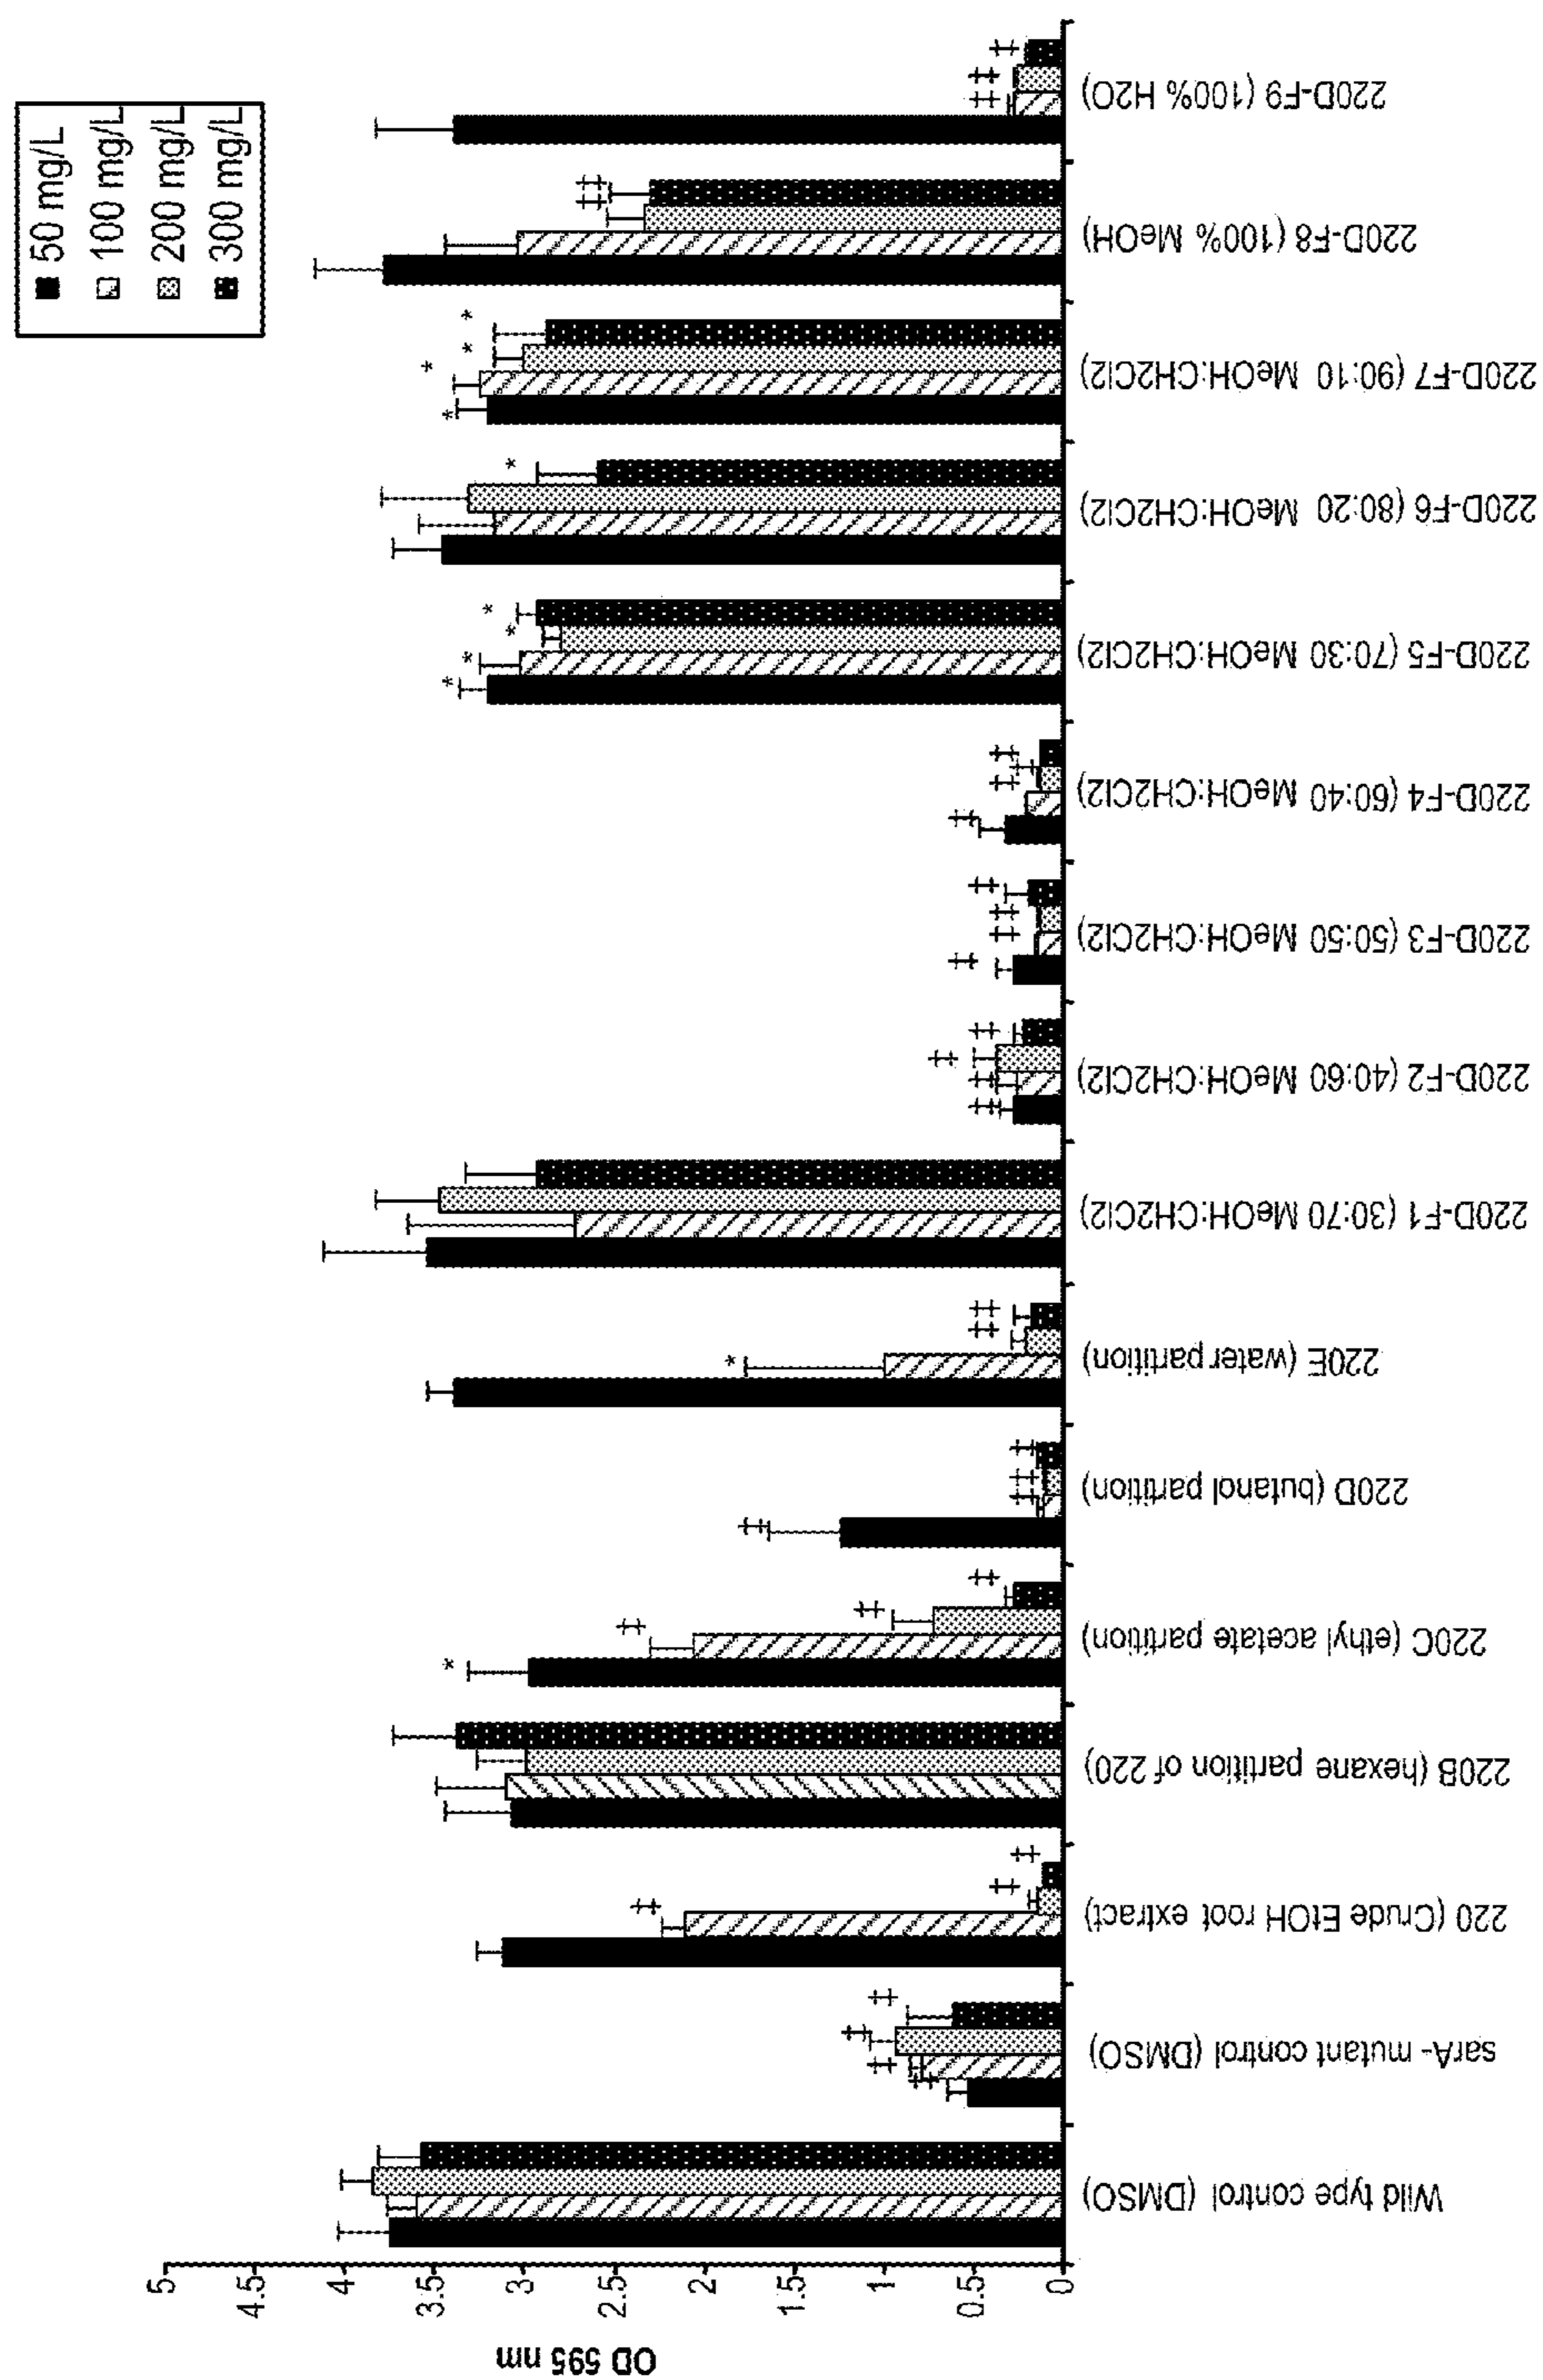 50 mg/L
100 mg/L
200 mg/L
300 mg/L
OD 595 nm
5
4.5
4
3.5
3
2.5
2
1.5
1
0.5
0
*
‡
*
‡
Wild type control (DMSO)
sarA- mutant control (DMSO)
220 (Crude EtOH root extract)
220B (hexane partition of 220)
220C (ethyl acetate partition)
220D (butanol partition)
220E (water partition)
220D-F1 (30:70 MeOH:CH2Cl2)
220D-F2 (40:60 MeOH:CH2Cl2)
220D-F3 (50:50 MeOH:CH2Cl2)
220D-F4 (60:40 MeOH:CH2Cl2)
220D-F5 (70:30 MeOH:CH2Cl2)
220D-F6 (80:20 MeOH:CH2Cl2)
220D-F7 (90:10 MeOH:CH2Cl2)
220D-F8 (100% MeOH)
220D-F9 (100% H2O)